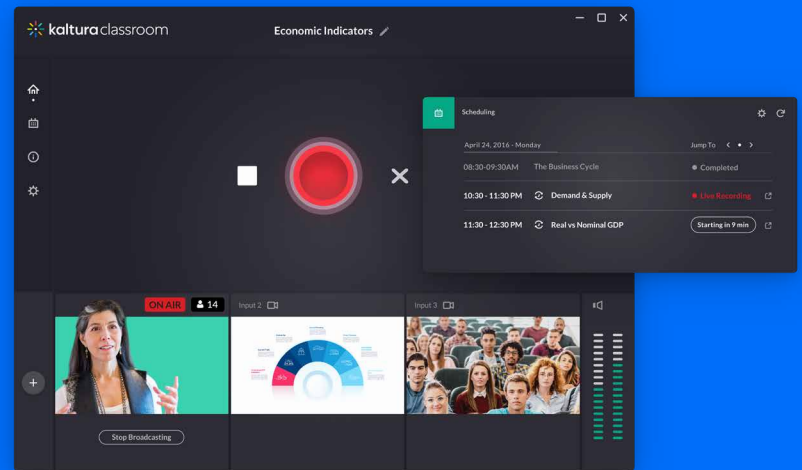 kaltura classroom
Economic Indicators
Scheduling
April 24, 2016 - Monday
Jump To
08:30-09:30AM The Business Cycle Completed
10:30 - 11:30 PM Demand & Supply Live Recording
11:30 - 12:30 PM Real vs Nominal GDP Starting in 9 min
ON AIR 14
Input 2
Input 3
Stop Broadcasting